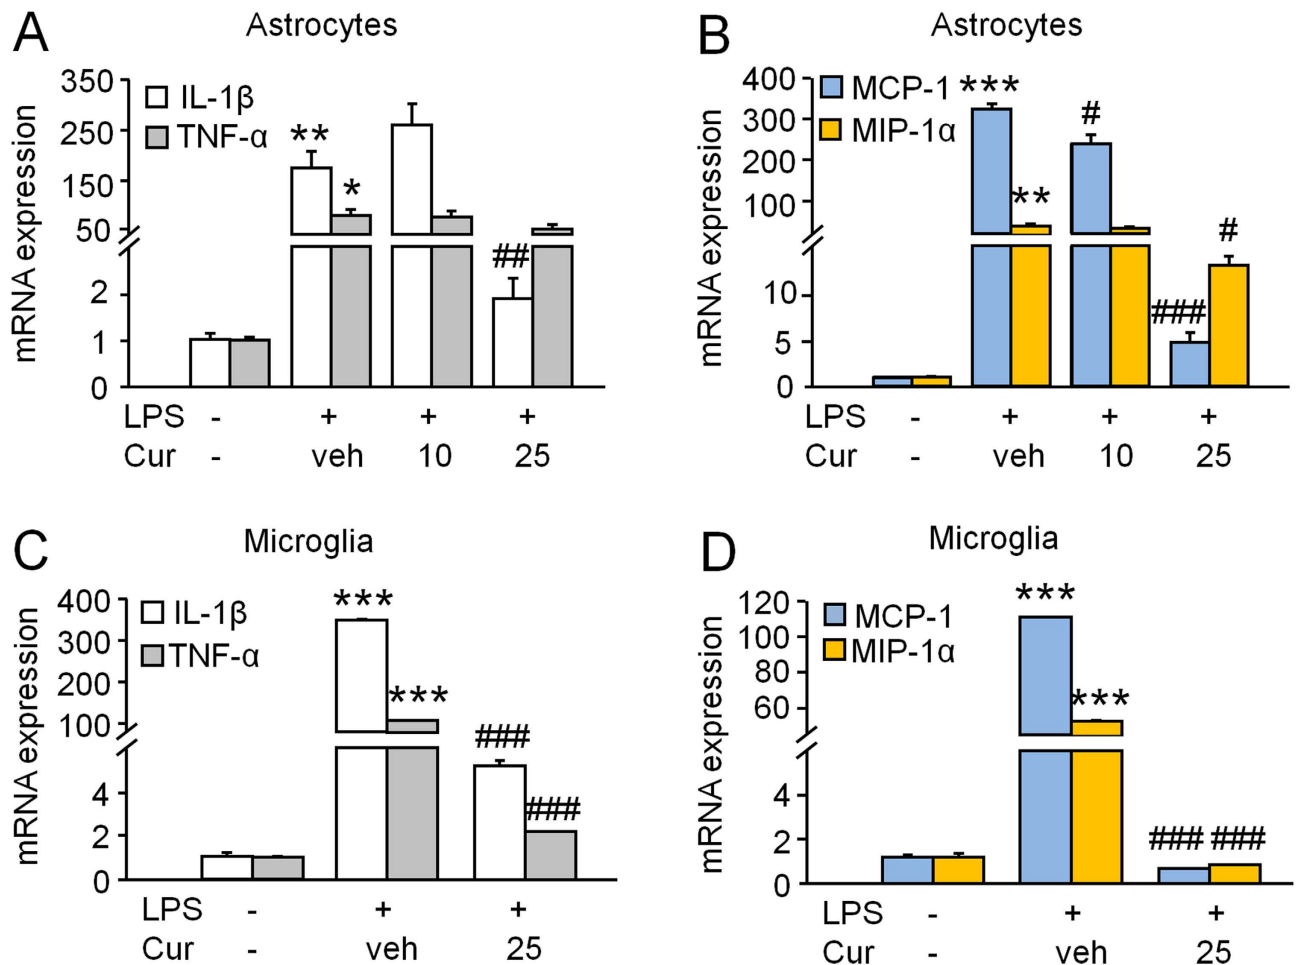 A
Astrocytes
mRNA expression
350
250
150
50
2
1
0
IL-1β
TNF-α
**
*
##
LPS - + + +
Cur - veh 10 25
B
Astrocytes
mRNA expression
400
300
200
100
10
5
0
MCP-1
MIP-1α
***
**
#
###
#
LPS - + + +
Cur - veh 10 25
C
Microglia
mRNA expression
400
300
200
100
4
2
0
IL-1β
TNF-α
***
***
###
###
LPS - + +
Cur - veh 25
D
Microglia
mRNA expression
120
100
80
60
4
2
0
MCP-1
MIP-1α
***
***
### ###
LPS - + +
Cur - veh 25